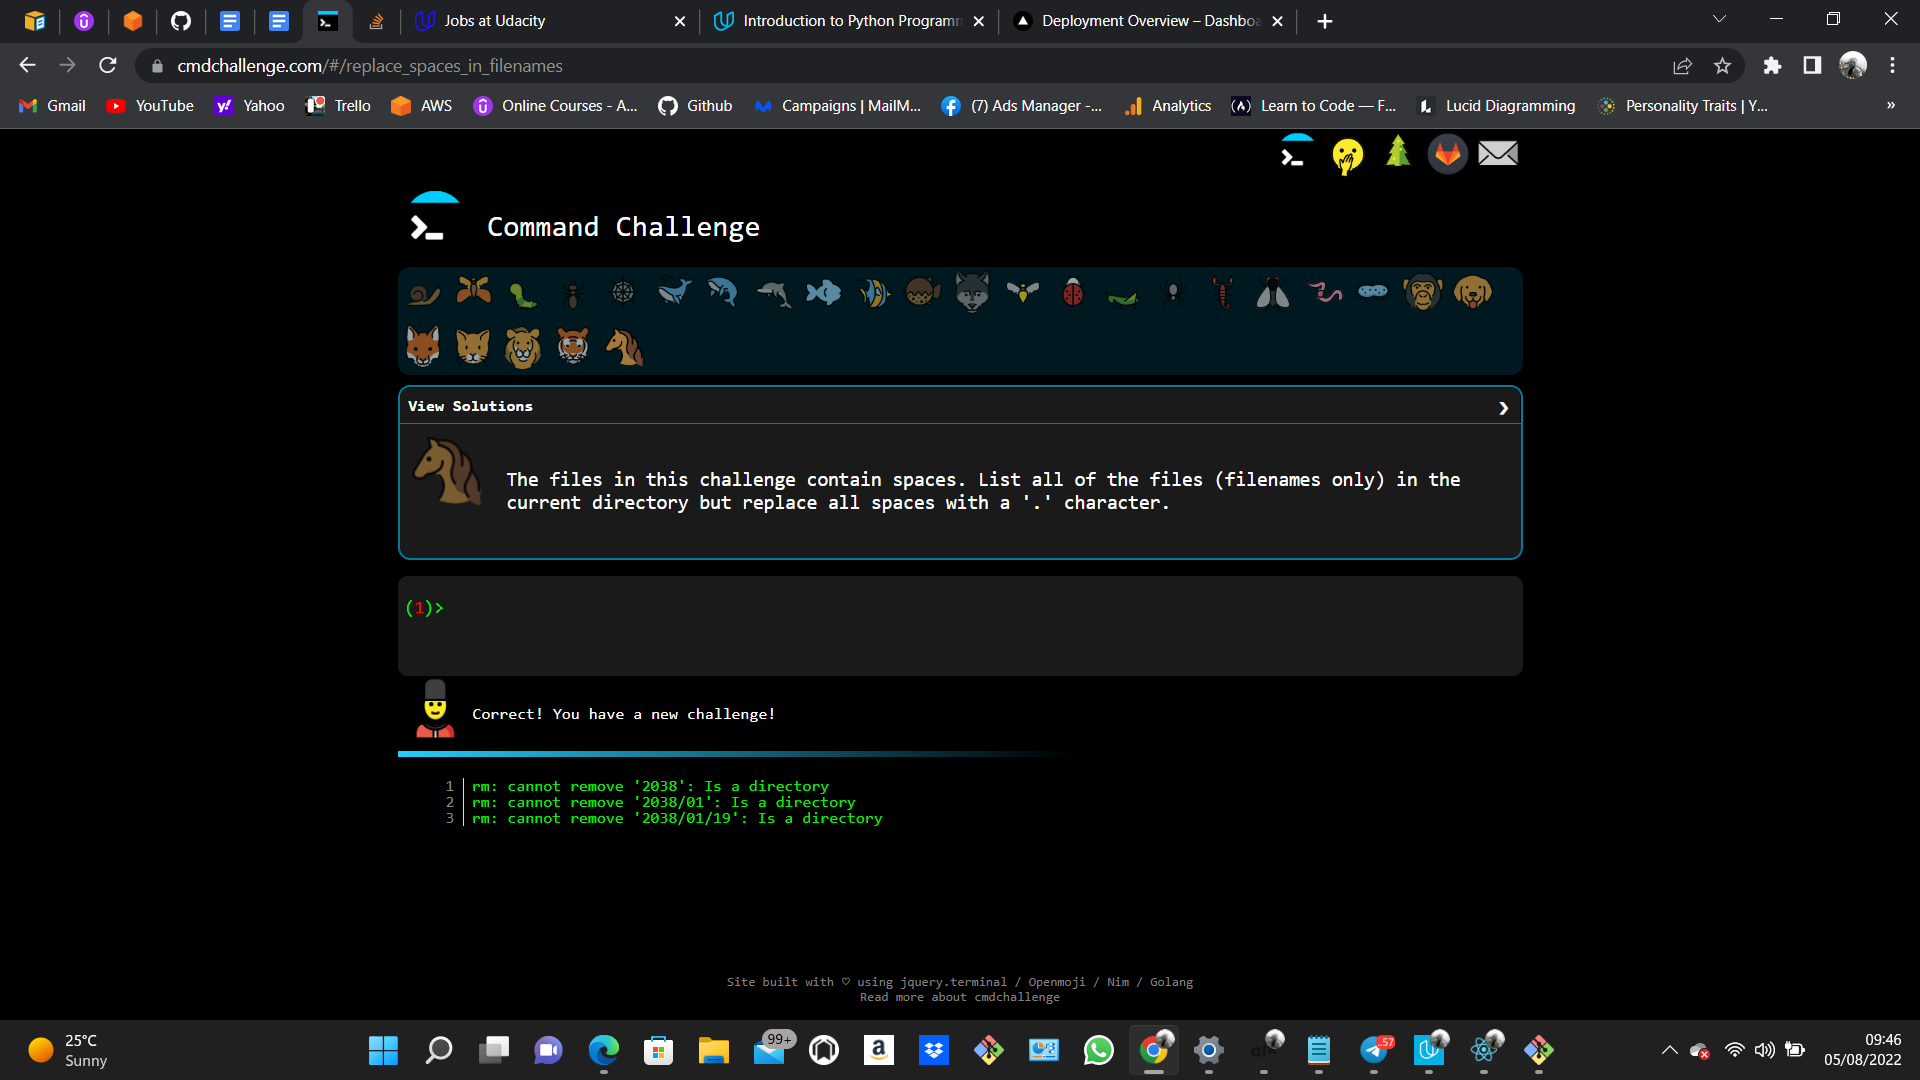 Jobs at Udacity
Introduction to Python Programm
Deployment Overview – Dashboa
cmdchallenge.com/#/replace_spaces_in_filenames
Gmail YouTube Yahoo Trello AWS Online Courses - A... Github Campaigns | MailM... (7) Ads Manager -... Analytics Learn to Code — F... Lucid Diagramming Personality Traits | Y... »
Command Challenge
View Solutions
The files in this challenge contain spaces. List all of the files (filenames only) in the
current directory but replace all spaces with a '.' character.
(1)>
Correct! You have a new challenge!
1 rm: cannot remove '2038': Is a directory
2 rm: cannot remove '2038/01': Is a directory
3 rm: cannot remove '2038/01/19': Is a directory
Site built with ♡ using jquery.terminal / Openmoji / Nim / Golang
Read more about cmdchallenge
25°C
Sunny
99+
.57
09:46
05/08/2022